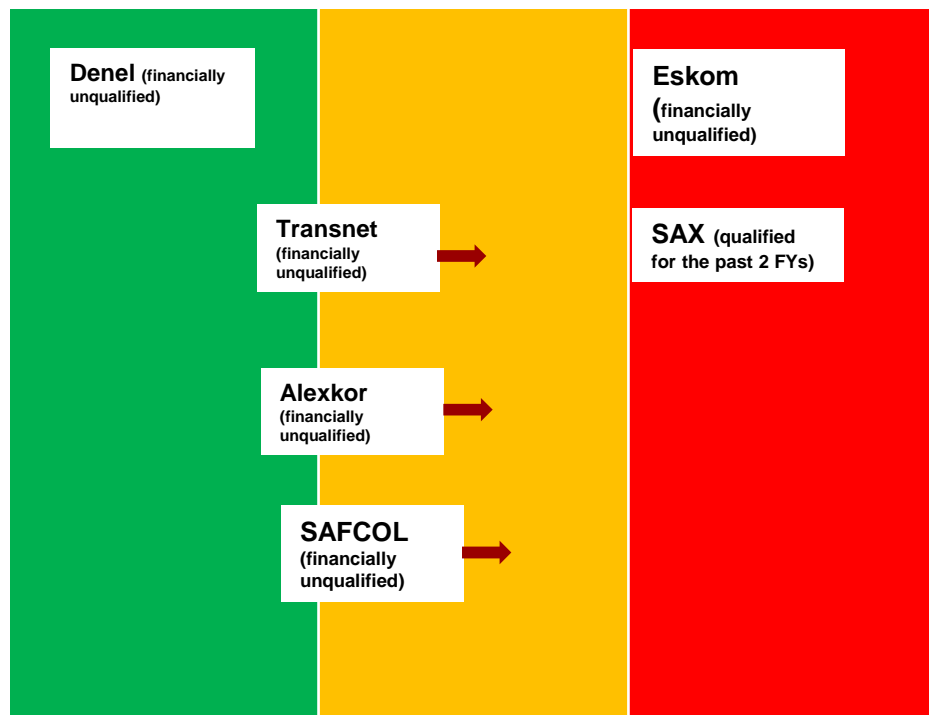 Denel (financially
unqualified)
Eskom
(financially
unqualified)
Transnet
(financially
unqualified)
SAX (qualified
for the past 2 FYs)
Alexkor
(financially
unqualified)
SAFCOL
(financially
unqualified)